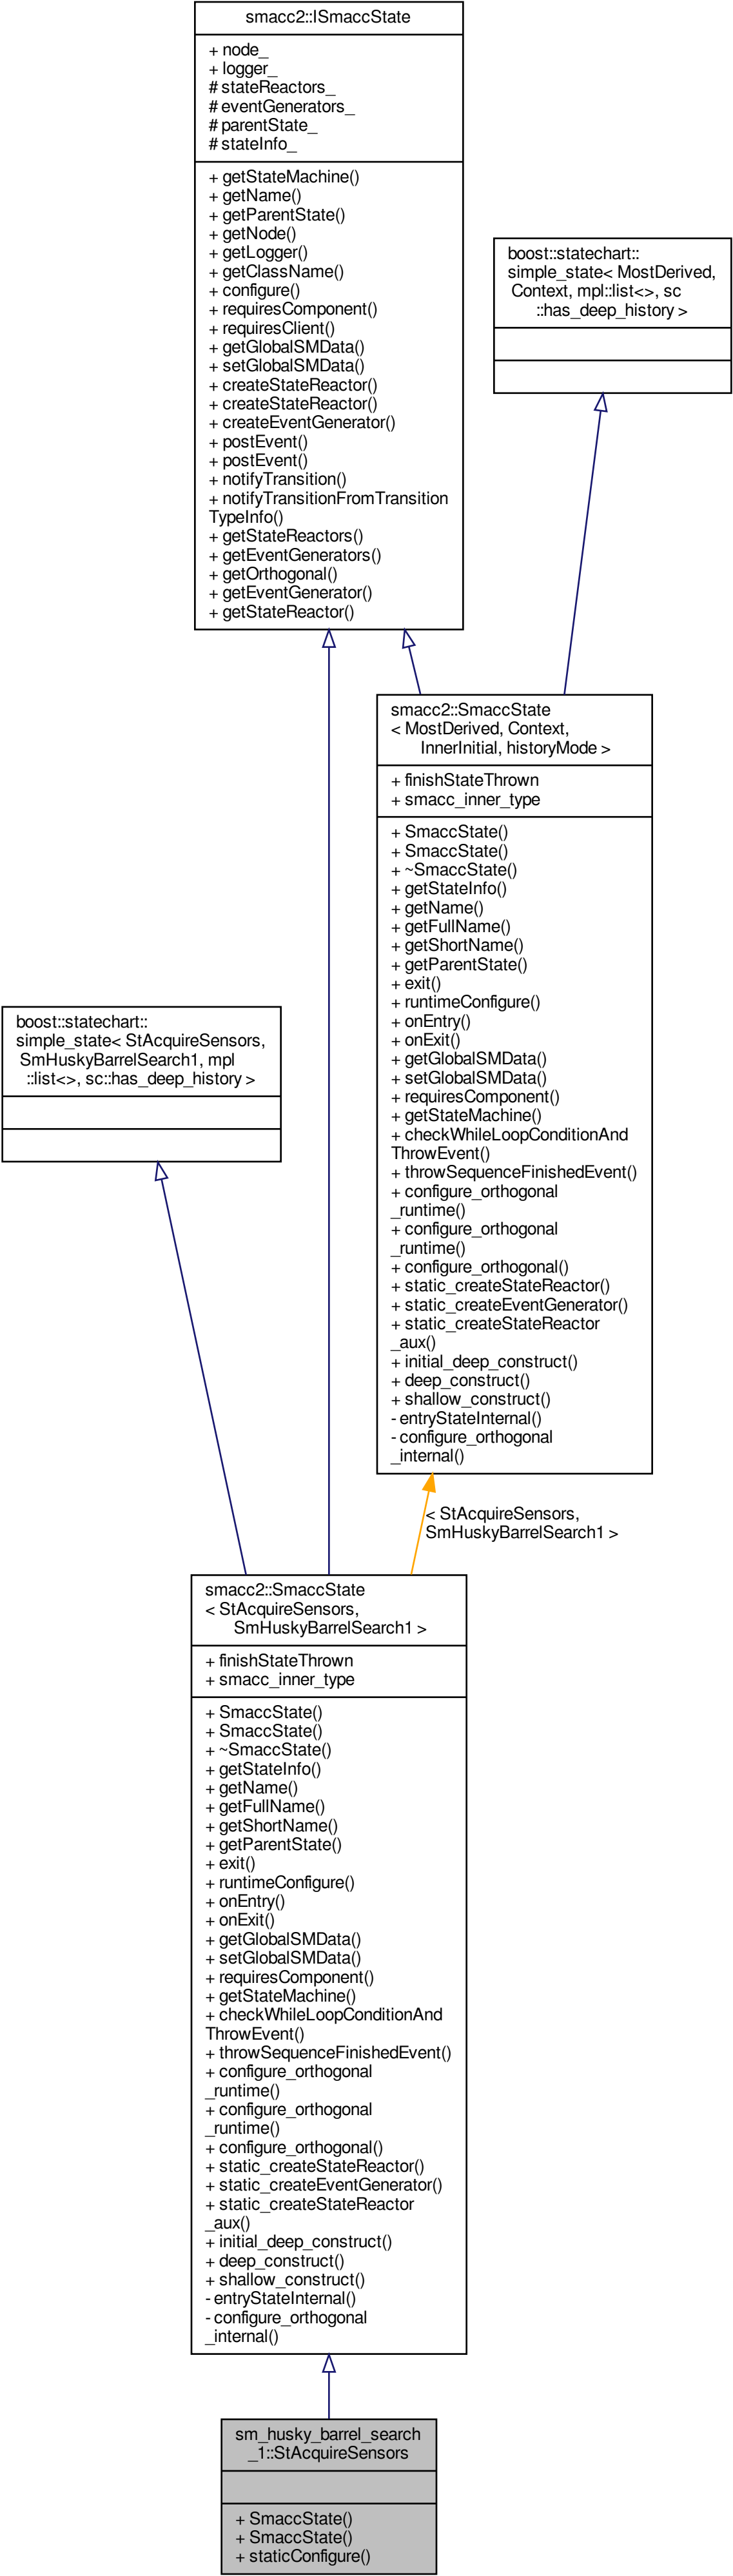 smacc2::ISmaccState
+ node_
+ logger_
# stateReactors_
# eventGenerators_
# parentState_
# stateInfo_
+ getStateMachine()
+ getName()
+ getParentState()
+ getNode()
+ getLogger()
+ getClassName()
+ configure()
+ requiresComponent()
+ requiresClient()
+ getGlobalSMData()
+ setGlobalSMData()
+ createStateReactor()
+ createStateReactor()
+ createEventGenerator()
+ postEvent()
+ postEvent()
+ notifyTransition()
+ notifyTransitionFromTransition
TypeInfo()
+ getStateReactors()
+ getEventGenerators()
+ getOrthogonal()
+ getEventGenerator()
+ getStateReactor()
boost::statechart::
simple_state< MostDerived,
Context, mpl::list<>, sc
::has_deep_history >
smacc2::SmaccState
< MostDerived, Context,
InnerInitial, historyMode >
+ finishStateThrown
+ smacc_inner_type
+ SmaccState()
+ SmaccState()
+ ~SmaccState()
+ getStateInfo()
+ getName()
+ getFullName()
+ getShortName()
+ getParentState()
+ exit()
+ runtimeConfigure()
+ onEntry()
+ onExit()
+ getGlobalSMData()
+ setGlobalSMData()
+ requiresComponent()
+ getStateMachine()
+ checkWhileLoopConditionAnd
ThrowEvent()
+ throwSequenceFinishedEvent()
+ configure_orthogonal
_runtime()
+ configure_orthogonal
_runtime()
+ configure_orthogonal()
+ static_createStateReactor()
+ static_createEventGenerator()
+ static_createStateReactor
_aux()
+ initial_deep_construct()
+ deep_construct()
+ shallow_construct()
- entryStateInternal()
- configure_orthogonal
_internal()
boost::statechart::
simple_state< StAcquireSensors,
SmHuskyBarrelSearch1, mpl
::list<>, sc::has_deep_history >
< StAcquireSensors,
SmHuskyBarrelSearch1 >
smacc2::SmaccState
< StAcquireSensors,
SmHuskyBarrelSearch1 >
+ finishStateThrown
+ smacc_inner_type
+ SmaccState()
+ SmaccState()
+ ~SmaccState()
+ getStateInfo()
+ getName()
+ getFullName()
+ getShortName()
+ getParentState()
+ exit()
+ runtimeConfigure()
+ onEntry()
+ onExit()
+ getGlobalSMData()
+ setGlobalSMData()
+ requiresComponent()
+ getStateMachine()
+ checkWhileLoopConditionAnd
ThrowEvent()
+ throwSequenceFinishedEvent()
+ configure_orthogonal
_runtime()
+ configure_orthogonal
_runtime()
+ configure_orthogonal()
+ static_createStateReactor()
+ static_createEventGenerator()
+ static_createStateReactor
_aux()
+ initial_deep_construct()
+ deep_construct()
+ shallow_construct()
- entryStateInternal()
- configure_orthogonal
_internal()
sm_husky_barrel_search
_1::StAcquireSensors
+ SmaccState()
+ SmaccState()
+ staticConfigure()